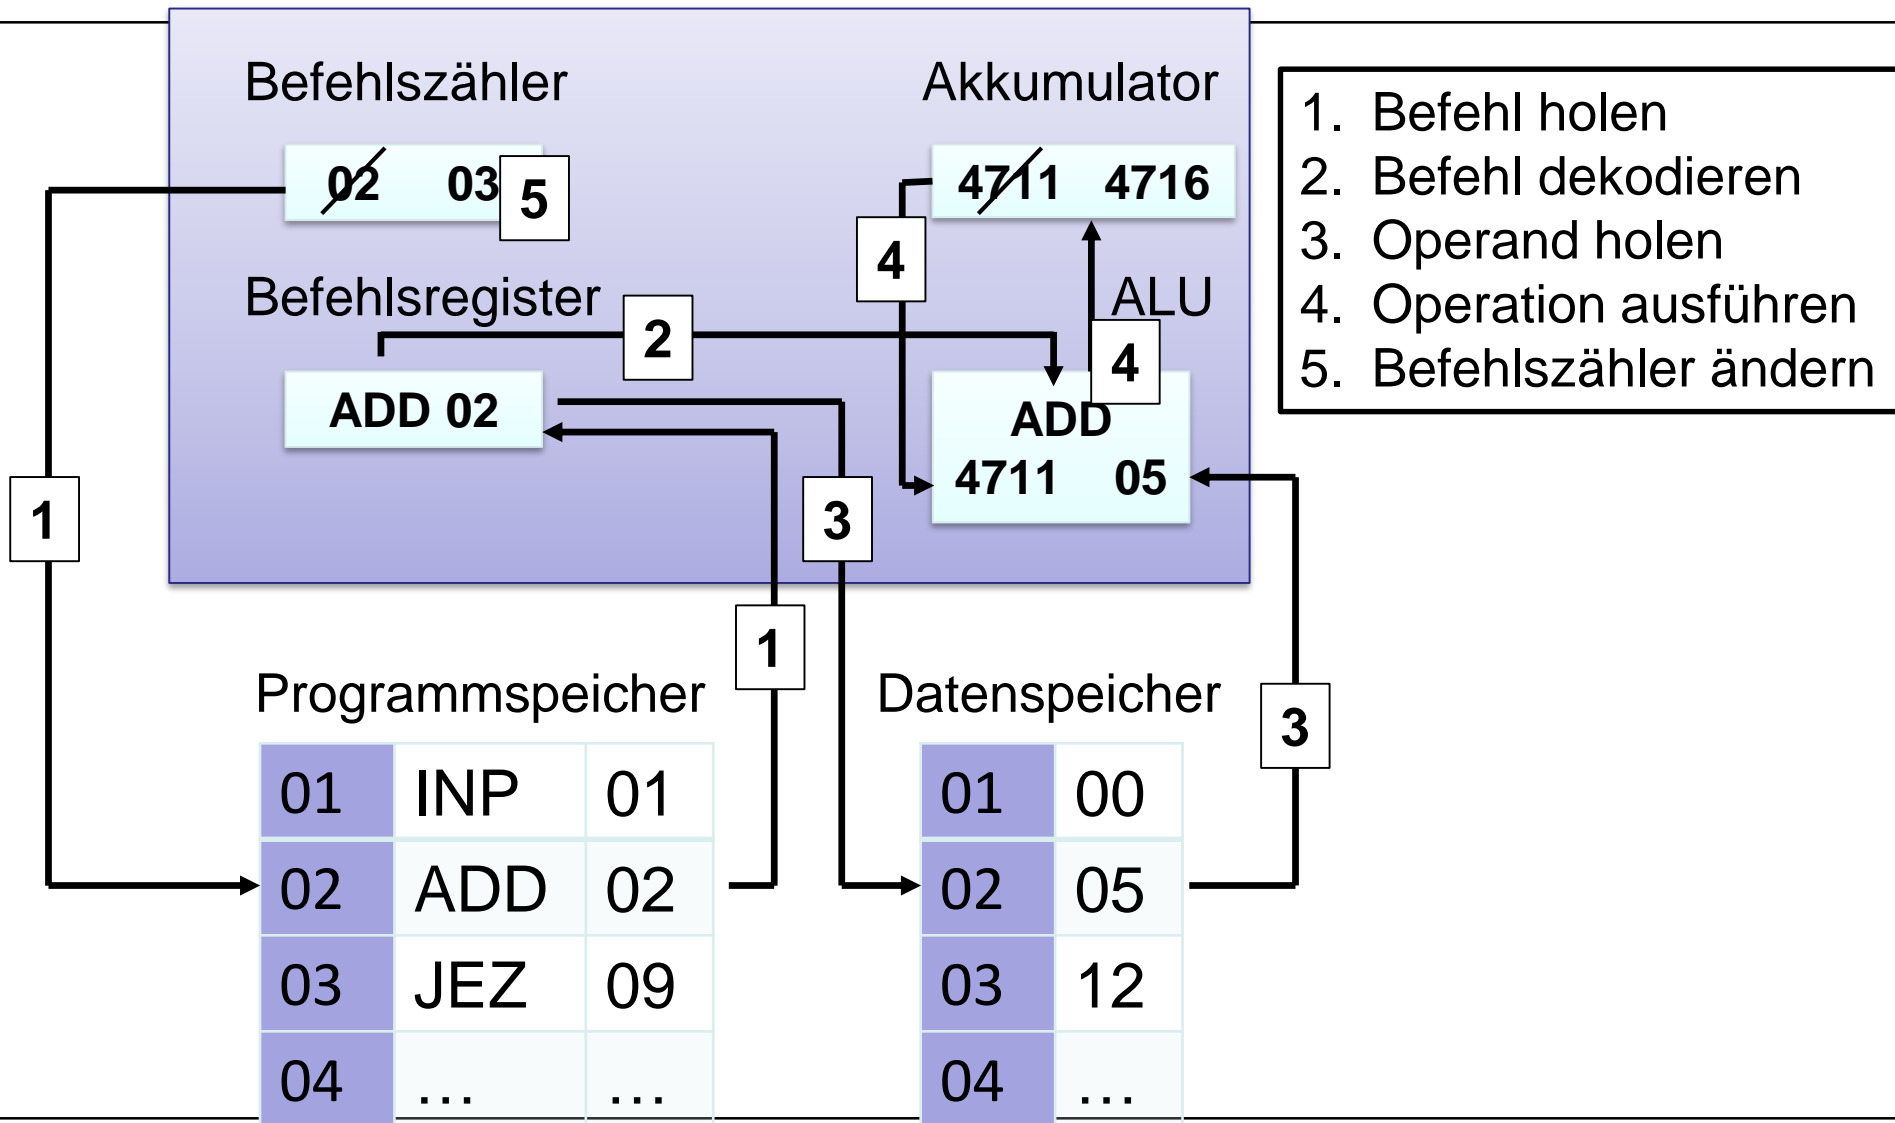 Befehlszähler
02 03
5
Akkumulator
4711 4716
4
Befehlsregister
2
ALU
4
ADD 02
ADD
4711 05
1
3
1
3
1. Befehl holen
2. Befehl dekodieren
3. Operand holen
4. Operation ausführen
5. Befehlszähler ändern
Programmspeicher
01 INP 01
02 ADD 02
03 JEZ 09
04 … …
Datenspeicher
01 00
02 05
03 12
04 …